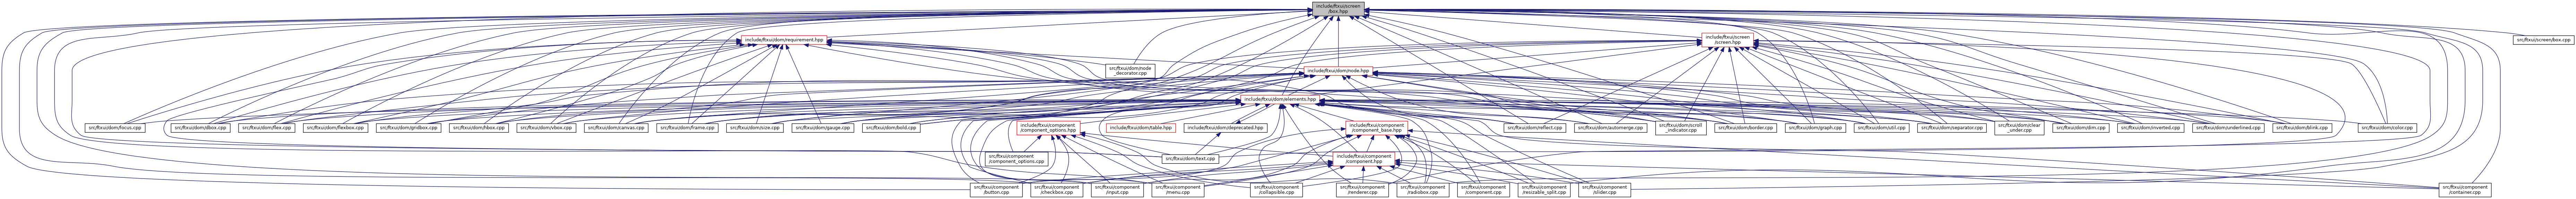 include/ftxui/screen
/box.hpp
include/ftxui/dom/requirement.hpp
include/ftxui/screen
/screen.hpp
src/ftxui/screen/box.cpp
src/ftxui/dom/node
_decorator.cpp
include/ftxui/dom/node.hpp
include/ftxui/dom/elements.hpp
src/ftxui/dom/focus.cpp
src/ftxui/dom/dbox.cpp
src/ftxui/dom/flex.cpp
src/ftxui/dom/flexbox.cpp
src/ftxui/dom/gridbox.cpp
src/ftxui/dom/hbox.cpp
src/ftxui/dom/vbox.cpp
src/ftxui/dom/canvas.cpp
src/ftxui/dom/frame.cpp
src/ftxui/dom/size.cpp
src/ftxui/dom/gauge.cpp
src/ftxui/dom/bold.cpp
include/ftxui/component
/component_options.hpp
include/ftxui/dom/table.hpp
include/ftxui/dom/deprecated.hpp
include/ftxui/component
/component_base.hpp
src/ftxui/dom/reflect.cpp
src/ftxui/dom/automerge.cpp
src/ftxui/dom/scroll
_indicator.cpp
src/ftxui/dom/border.cpp
src/ftxui/dom/graph.cpp
src/ftxui/dom/util.cpp
src/ftxui/dom/separator.cpp
src/ftxui/dom/clear
_under.cpp
src/ftxui/dom/dim.cpp
src/ftxui/dom/inverted.cpp
src/ftxui/dom/underlined.cpp
src/ftxui/dom/blink.cpp
src/ftxui/dom/color.cpp
src/ftxui/component
/component_options.cpp
src/ftxui/dom/text.cpp
include/ftxui/component
/component.hpp
src/ftxui/component
/button.cpp
src/ftxui/component
/checkbox.cpp
src/ftxui/component
/input.cpp
src/ftxui/component
/menu.cpp
src/ftxui/component
/collapsible.cpp
src/ftxui/component
/renderer.cpp
src/ftxui/component
/radiobox.cpp
src/ftxui/component
/component.cpp
src/ftxui/component
/resizable_split.cpp
src/ftxui/component
/slider.cpp
src/ftxui/component
/container.cpp